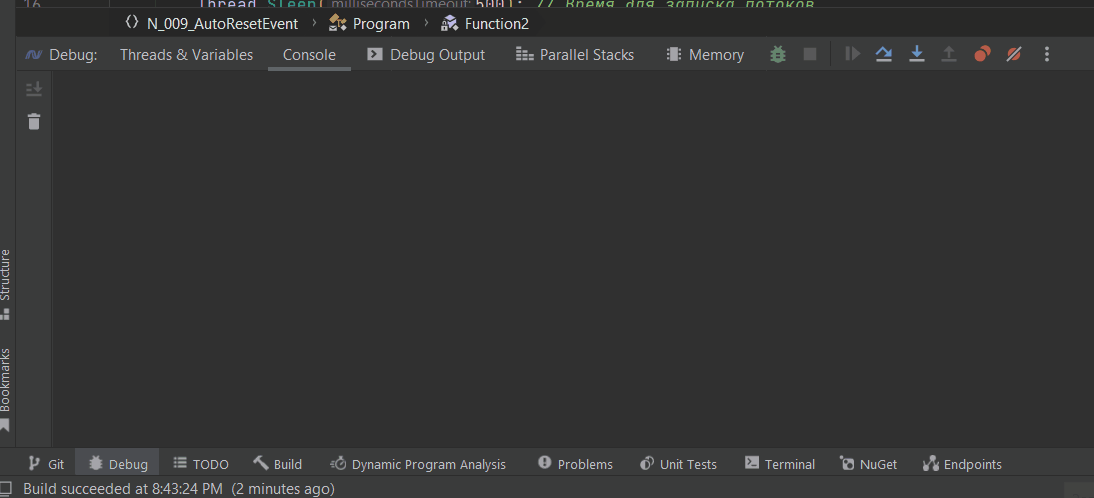 16 Thread.Sleep( millisecondsTimeout: 500); // Время для запуска потоков
N_009_AutoResetEvent › Program › Function2
Debug: Threads & Variables Console Debug Output Parallel Stacks Memory
Structure
Bookmarks
Git Debug TODO Build Dynamic Program Analysis Problems Unit Tests Terminal NuGet Endpoints
Build succeeded at 8:43:24 PM (2 minutes ago)